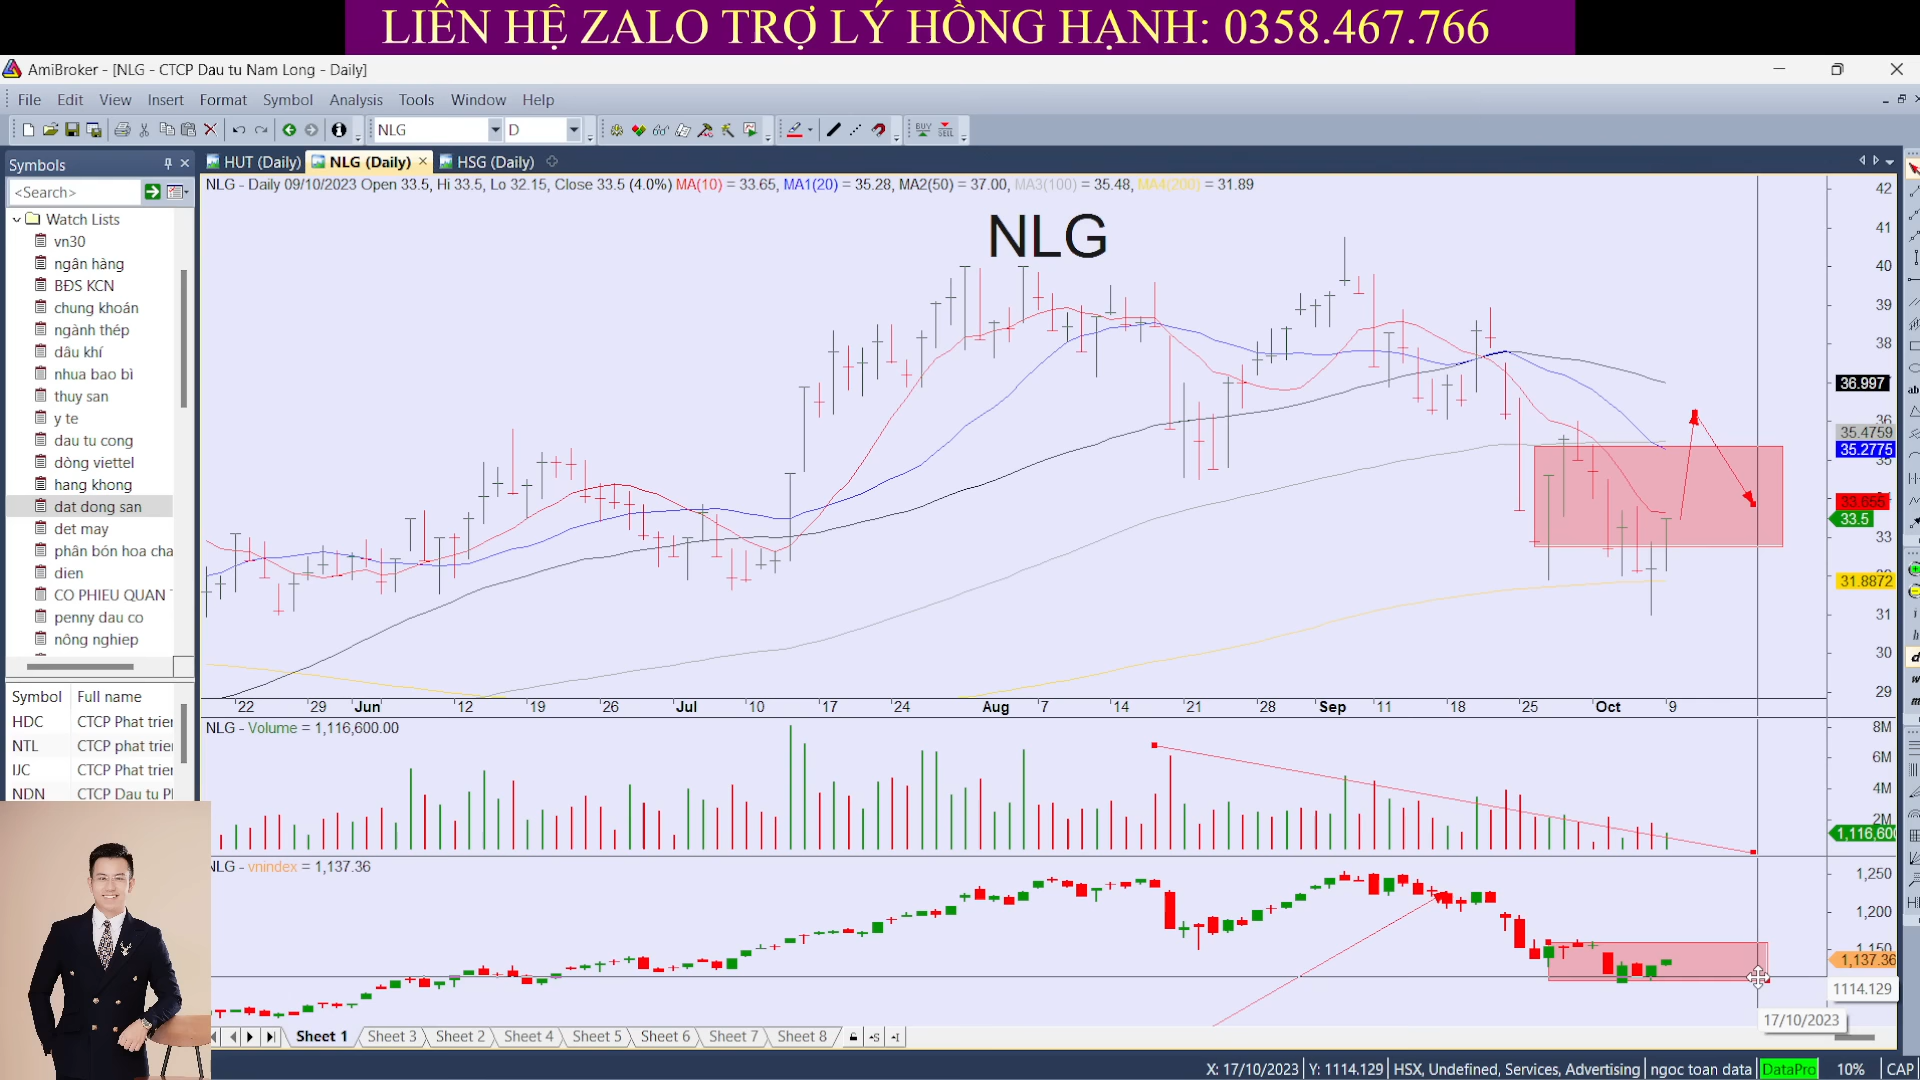 LIÊN HỆ ZALO TRỢ LÝ HỒNG HẠNH: 0358.467.766
AmiBroker - [NLG - CTCP Dau tu Nam Long - Daily]
File Edit View Insert Format Symbol Analysis Tools Window Help
NLG D BUY SELL
Symbols
HUT (Daily) NLG (Daily) HSG (Daily)
<Search>
NLG - Daily 09/10/2023 Open 33.5, Hi 33.5, Lo 32.15, Close 33.5 (4.0%) MA(10) = 33.65, MA1(20) = 35.28, MA2(50) = 37.00, MA3(100) = 35.48, MA4(200) = 31.89
NLG
Watch Lists
vn30
ngân hàng
BĐS KCN
chung khoán
ngành thép
dâu khí
nhua bao bì
thuy san
y te
dau tu cong
dòng viettel
hang khong
dat dong san
det may
phân bón hoa cha
dien
CO PHIEU QUAN
penny dau co
nông nghiep
42
41
40
39
38
36.997
36
35.4759
35.2775
35
33.655
33.5
33
31.8872
31
30
29
22 29 Jun 12 19 26 Jul 10 17 24 Aug 7 14 21 28 Sep 11 18 25 Oct 9
Symbol Full name
HDC CTCP Phat trier
NTL CTCP phat trier
IJC CTCP Phat trier
NDN CTCP Dau tu Pl
NLG - Volume = 1,116,600.00
8M
6M
4M
2M
1,116,600
NLG - vnindex = 1,137.36
1,250
1,200
1,150
1,137.36
1114.129
17/10/2023
Sheet 1 Sheet 3 Sheet 2 Sheet 4 Sheet 5 Sheet 6 Sheet 7 Sheet 8
X: 17/10/2023 Y: 1114.129 HSX, Undefined, Services, Advertising ngoc toan data DataPro 10% CAP